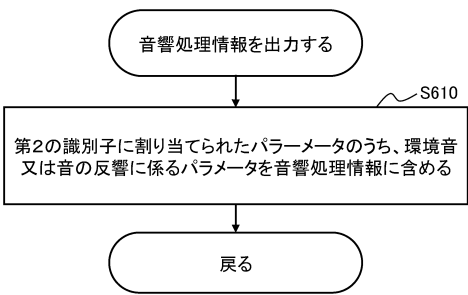 音響処理情報を出力する
S610
第2の識別子に割り当てられたパラーメータのうち、環境音
又は音の反響に係るパラメータを音響処理情報に含める
戻る